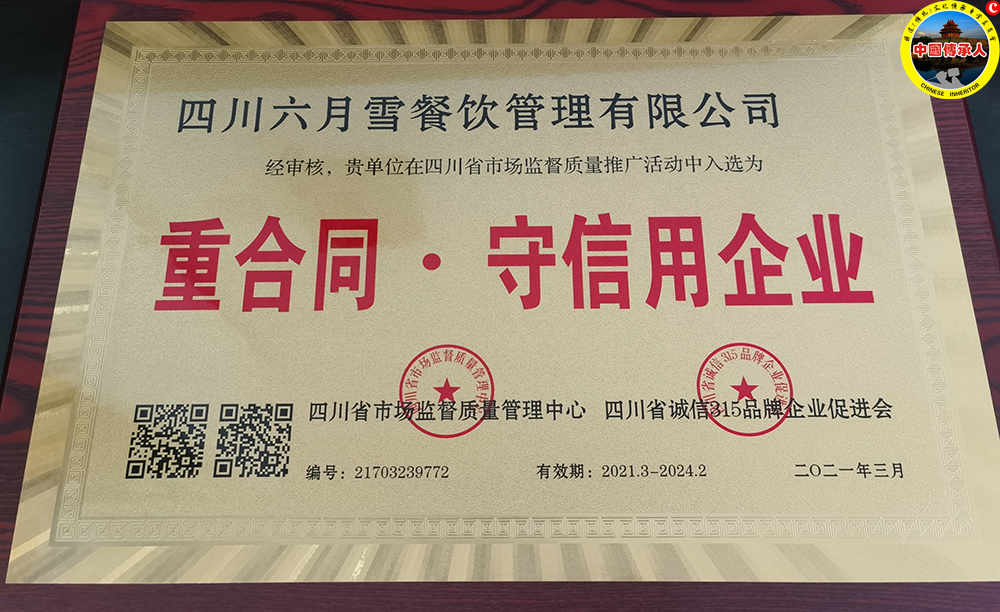 四川六月雪餐饮管理有限公司
经审核，贵单位在四川省市场监督质量推广活动中入选为
重合同·守信用企业
四川省市场监督质量管理中心 四川省诚信315品牌企业促进会
编号：21703239772 有效期：2021.3-2024.2 二〇二一年三月
中國傳承人
CHINESE INHERITOR
C